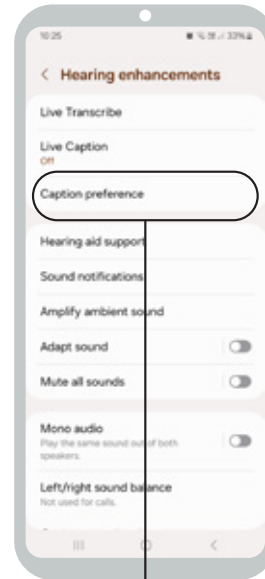 10:25
33%
< Hearing enhancements
Live Transcribe
Live Caption
Off
Caption preference
Hearing aid support
Sound notifications
Amplify ambient sound
Adapt sound
Mute all sounds
Mono audio
Play the same sound out of both
speakers.
Left/right sound balance
Not used for calls.